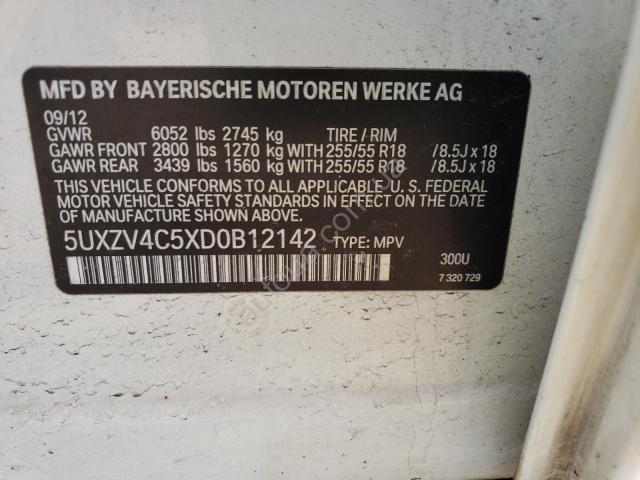 MFD BY BAYERISCHE MOTOREN WERKE AG
09/12
GVWR 6052 lbs 2745 kg TIRE / RIM
GAWR FRONT 2800 lbs 1270 kg WITH 255/55 R18 /8.5J x 18
GAWR REAR 3439 lbs 1560 kg WITH 255/55 R18 /8.5J x 18
THIS VEHICLE CONFORMS TO ALL APPLICABLE U. S. FEDERAL
MOTOR VEHICLE SAFETY STANDARDS IN EFFECT ON THE
DATE OF MANUFACTURE SHOWN ABOVE.
5UXZV4C5XD0B12142 TYPE: MPV
300U
7 320 729